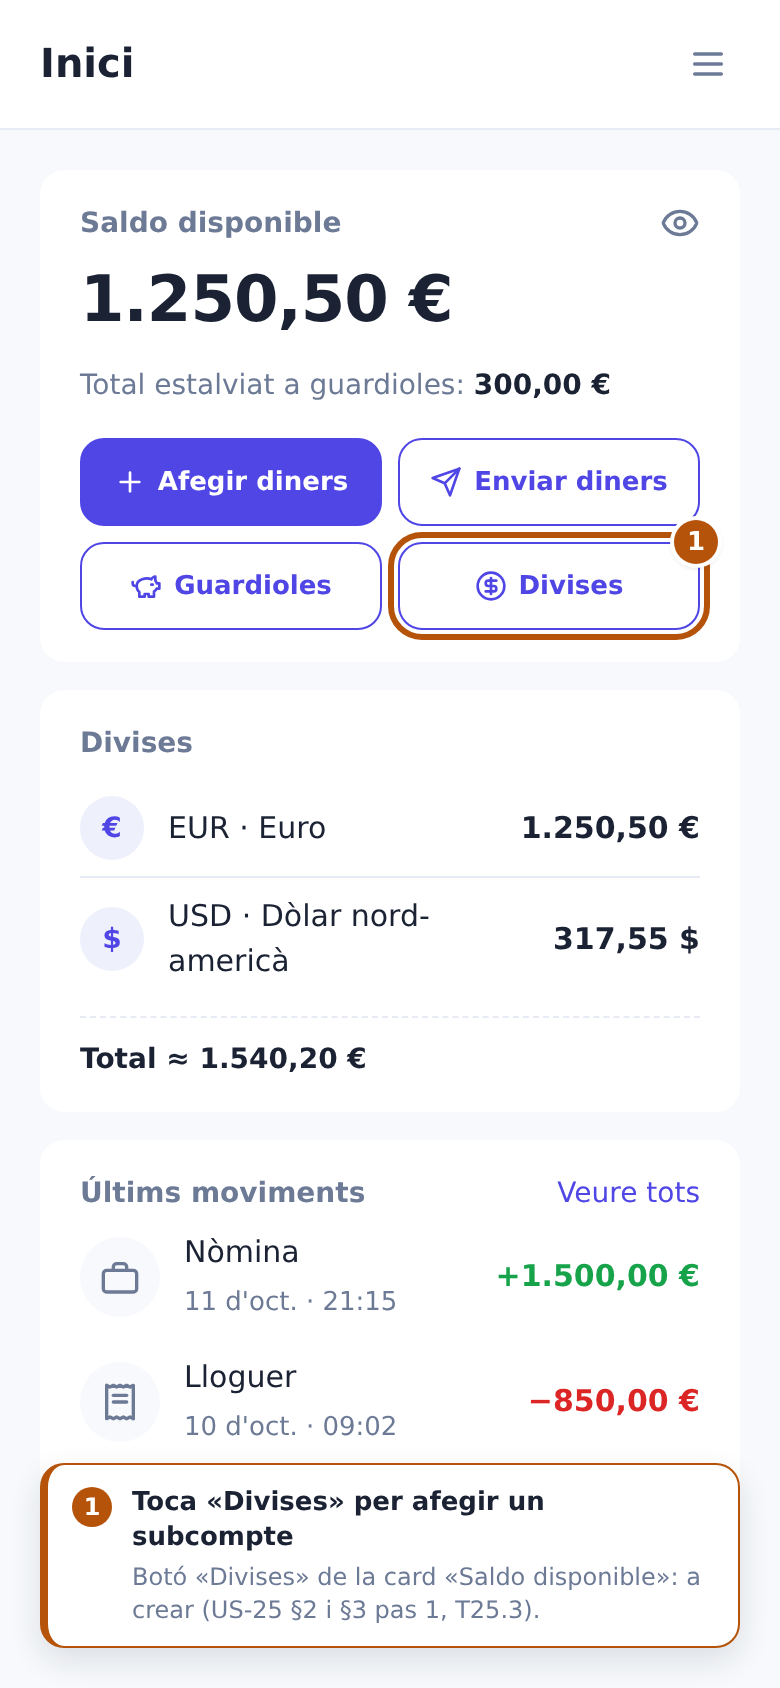 Inici
Saldo disponible
1.250,50 €
Total estalviat a guardioles: 300,00 €
Afegir diners
Enviar diners
1
Guardioles
Divises
Divises
€ EUR · Euro 1.250,50 €
$ USD · Dòlar nord-
americà 317,55 $
Total ≈ 1.540,20 €
Últims moviments Veure tots
Nòmina
11 d'oct. · 21:15
+1.500,00 €
Lloguer
10 d'oct. · 09:02
−850,00 €
1 Toca «Divises» per afegir un
subcompte
Botó «Divises» de la card «Saldo disponible»: a
crear (US-25 §2 i §3 pas 1, T25.3).